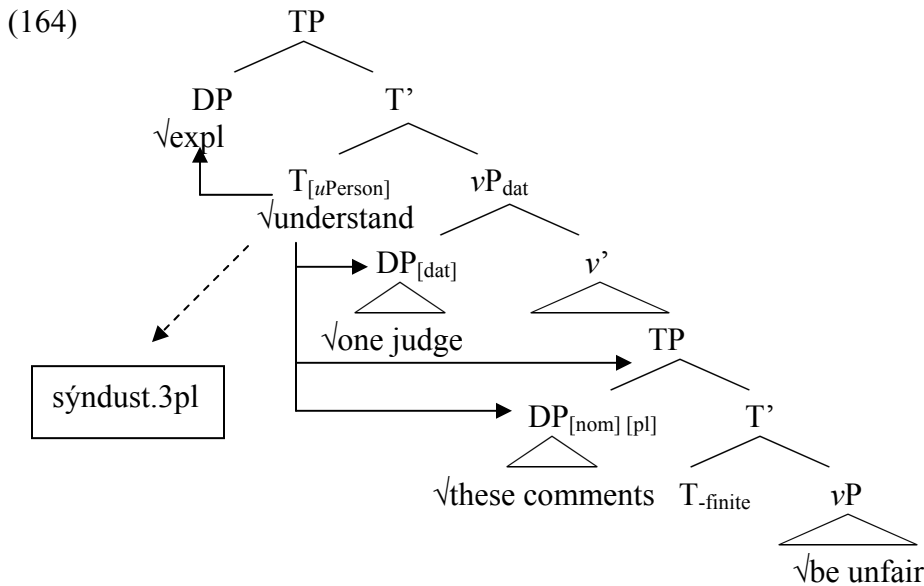 (164) TP
DP T’
√expl
T[uPerson] vPdat
√understand
DP[dat] v’
√one judge TP
sýndust.3pl
DP[nom] [pl] T’
√these comments T-finite vP
√be unfair